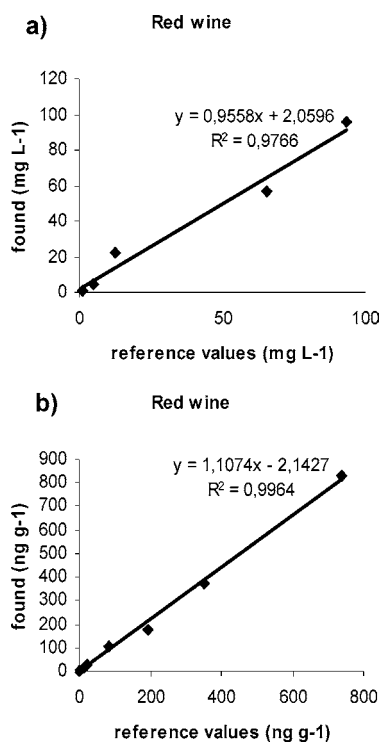 a)
Red wine
y = 0,9558x + 2,0596
R² = 0,9766
found (mg L-1)
120
100
80
60
40
20
0
0 50 100
reference values (mg L-1)
b)
Red wine
y = 1,1074x - 2,1427
R² = 0,9964
found (ng g-1)
900
800
700
600
500
400
300
200
100
0
0 200 400 600 800
reference values (ng g-1)